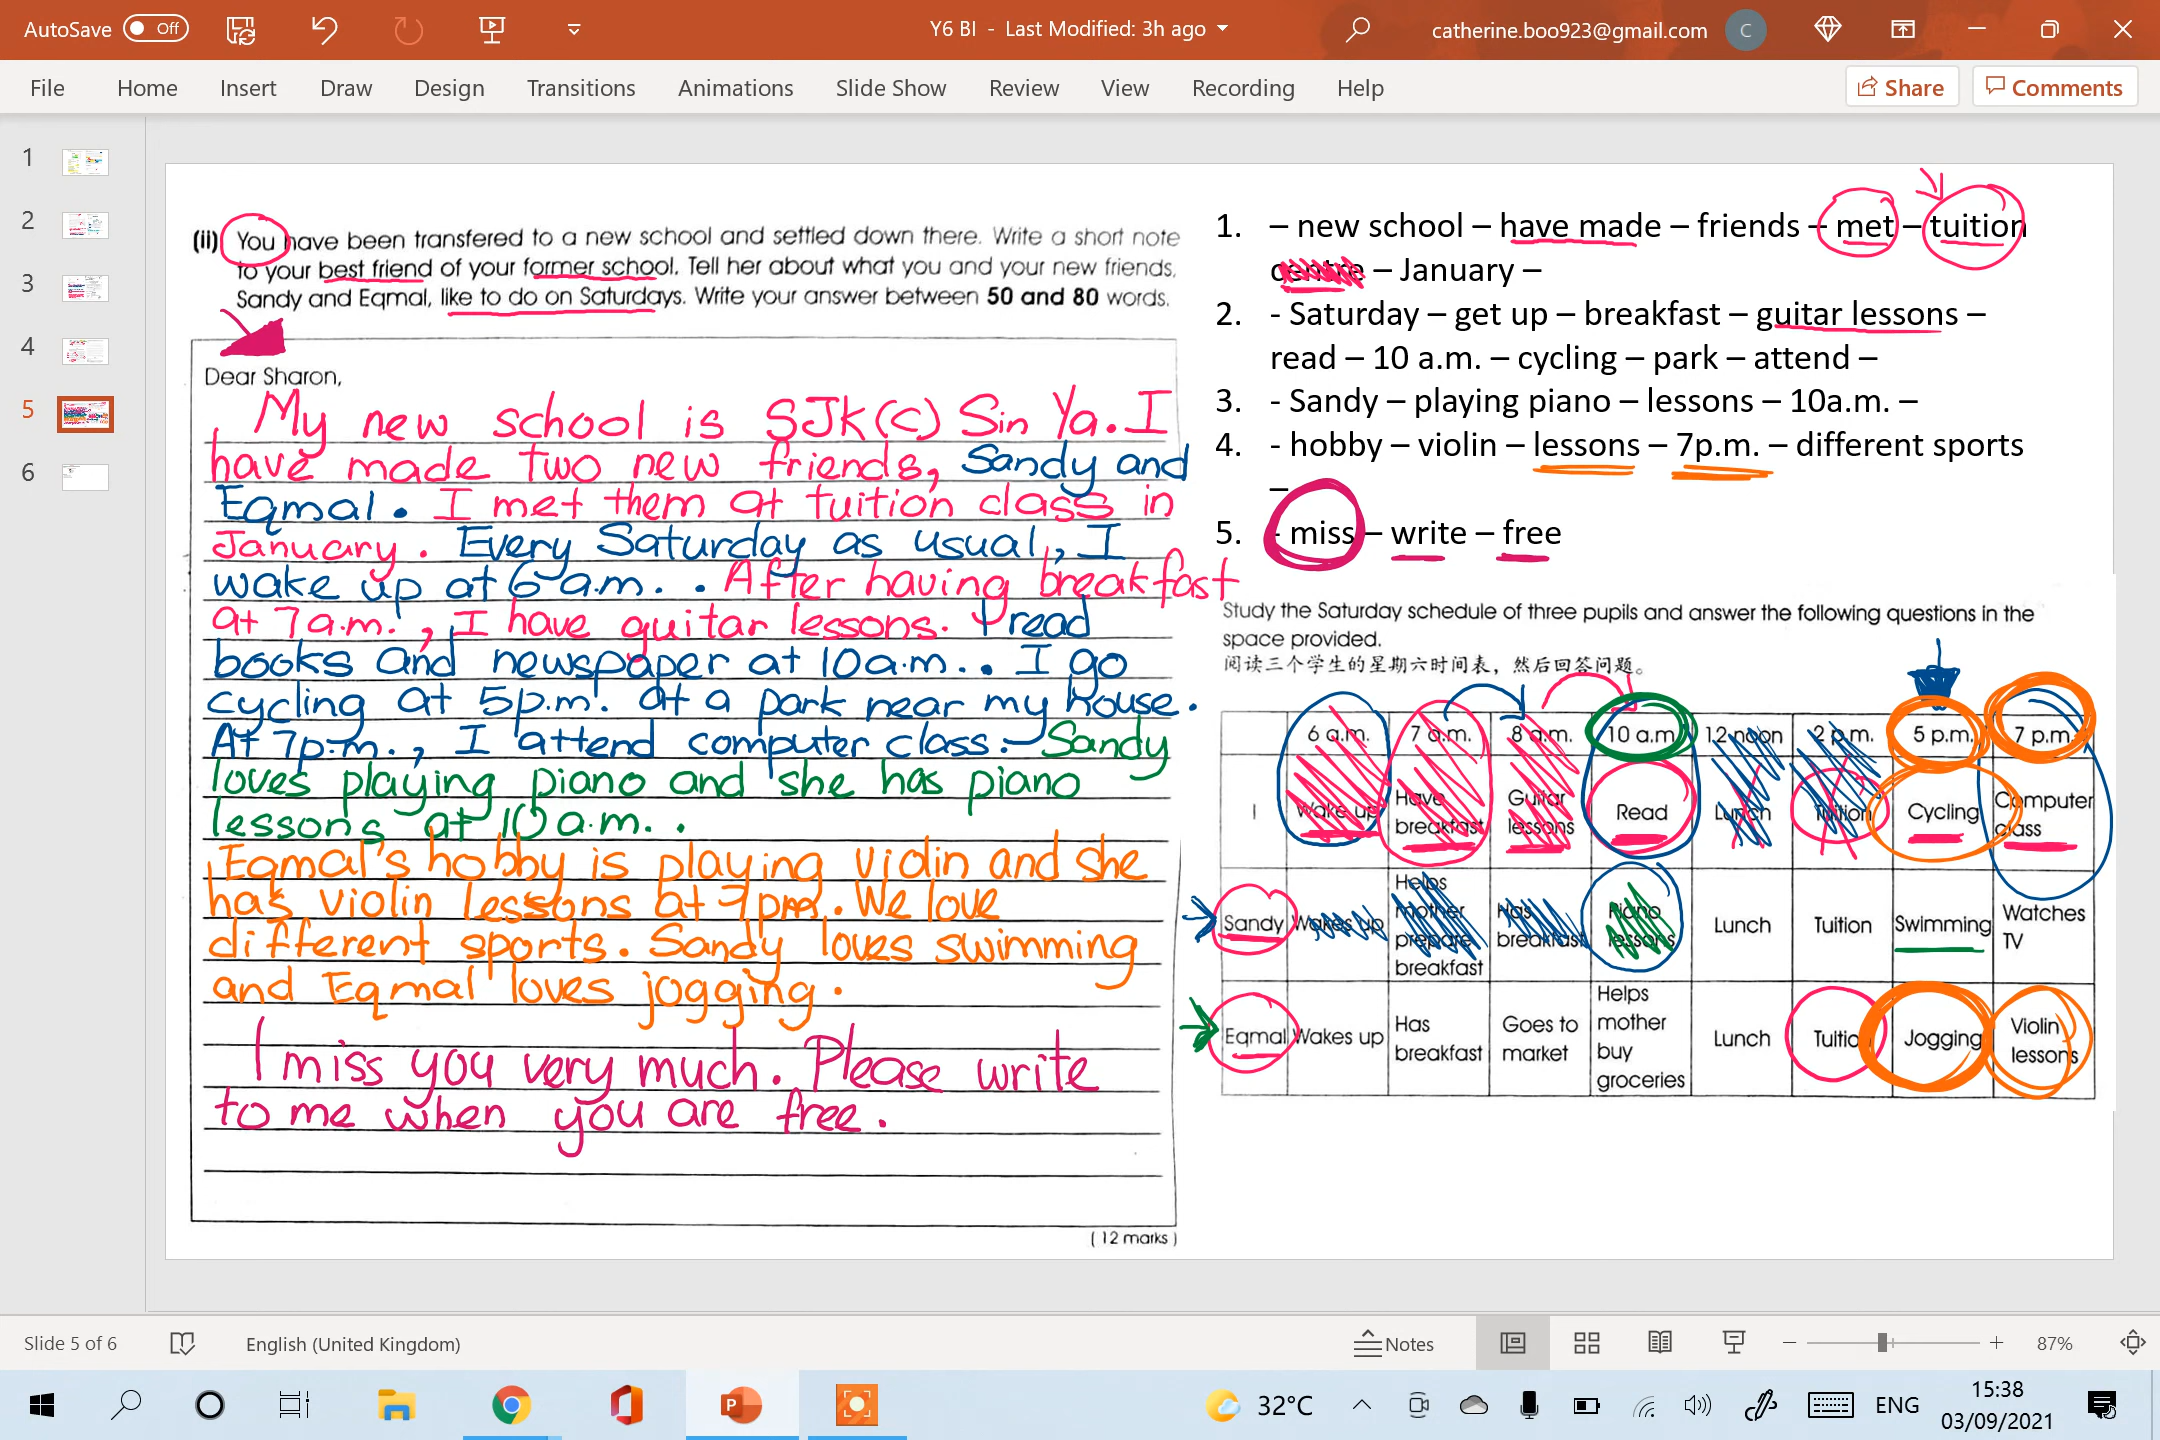 AutoSave Off Y6 BI - Last Modified: 3h ago catherine.boo923@gmail.com C
File Home Insert Draw Design Transitions Animations Slide Show Review View Recording Help Share Comments
1
2
3
4
5
6
(ii) You have been transfered to a new school and settled down there. Write a short note
to your best friend of your former school. Tell her about what you and your new friends,
Sandy and Eqmal, like to do on Saturdays. Write your answer between 50 and 80 words.
Dear Sharon,
My new school is SJK(C) Sin Ya. I
have made two new friends, Sandy and
Eqmal. I met them at tuition class in
January. Every Saturday as usual, I
wake up at 6 a.m. . After having breakfast
at 7a.m., I have guitar lessons. I read
books and newspaper at 10a.m. . I go
cycling at 5p.m. at a park near my house.
At 7p.m., I attend computer class. Sandy
loves playing piano and she has piano
lessons at 10a.m. .
Eqmal's hobby is playing violin and she
has violin lessons at 7pm. We love
different sports. Sandy loves swimming
and Eqmal loves jogging.
I miss you very much. Please write
to me when you are free.
( 12 marks )
1. – new school – have made – friends – met – tuition
centre – January –
2. - Saturday – get up – breakfast – guitar lessons –
read – 10 a.m. – cycling – park – attend –
3. - Sandy – playing piano – lessons – 10a.m. –
4. - hobby – violin – lessons – 7p.m. – different sports
–
5. - miss – write – free
Study the Saturday schedule of three pupils and answer the following questions in the
space provided.
阅读三个学生的星期六时间表，然后回答问题。
6 a.m. 7 a.m. 8 a.m. 10 a.m. 12 noon 2 p.m. 5 p.m. 7 p.m.
I Wake up Have breakfast Guitar lessons Read Lunch Tuition Cycling Computer class
Sandy Wakes up Helps mother prepare breakfast Has breakfast Piano lessons Lunch Tuition Swimming Watches TV
Eqmal Wakes up Has breakfast Goes to market Helps mother buy groceries Lunch Tuition Jogging Violin lessons
Slide 5 of 6 English (United Kingdom) Notes 87%
32°C ENG 15:38
03/09/2021